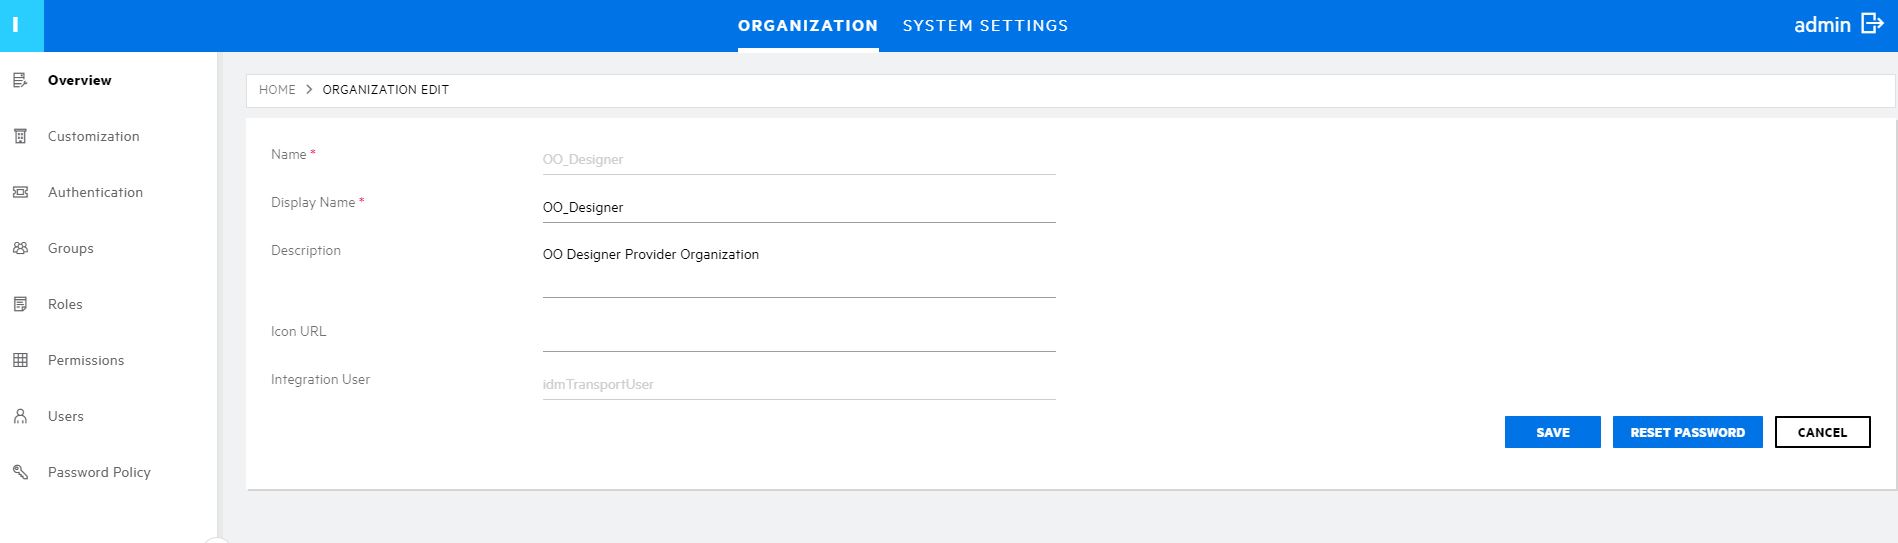 ORGANIZATION SYSTEM SETTINGS admin
Overview
Customization
Authentication
Groups
Roles
Permissions
Users
Password Policy
HOME > ORGANIZATION EDIT
Name * OO_Designer
Display Name * OO_Designer
Description OO Designer Provider Organization
Icon URL
Integration User idmTransportUser
SAVE RESET PASSWORD CANCEL